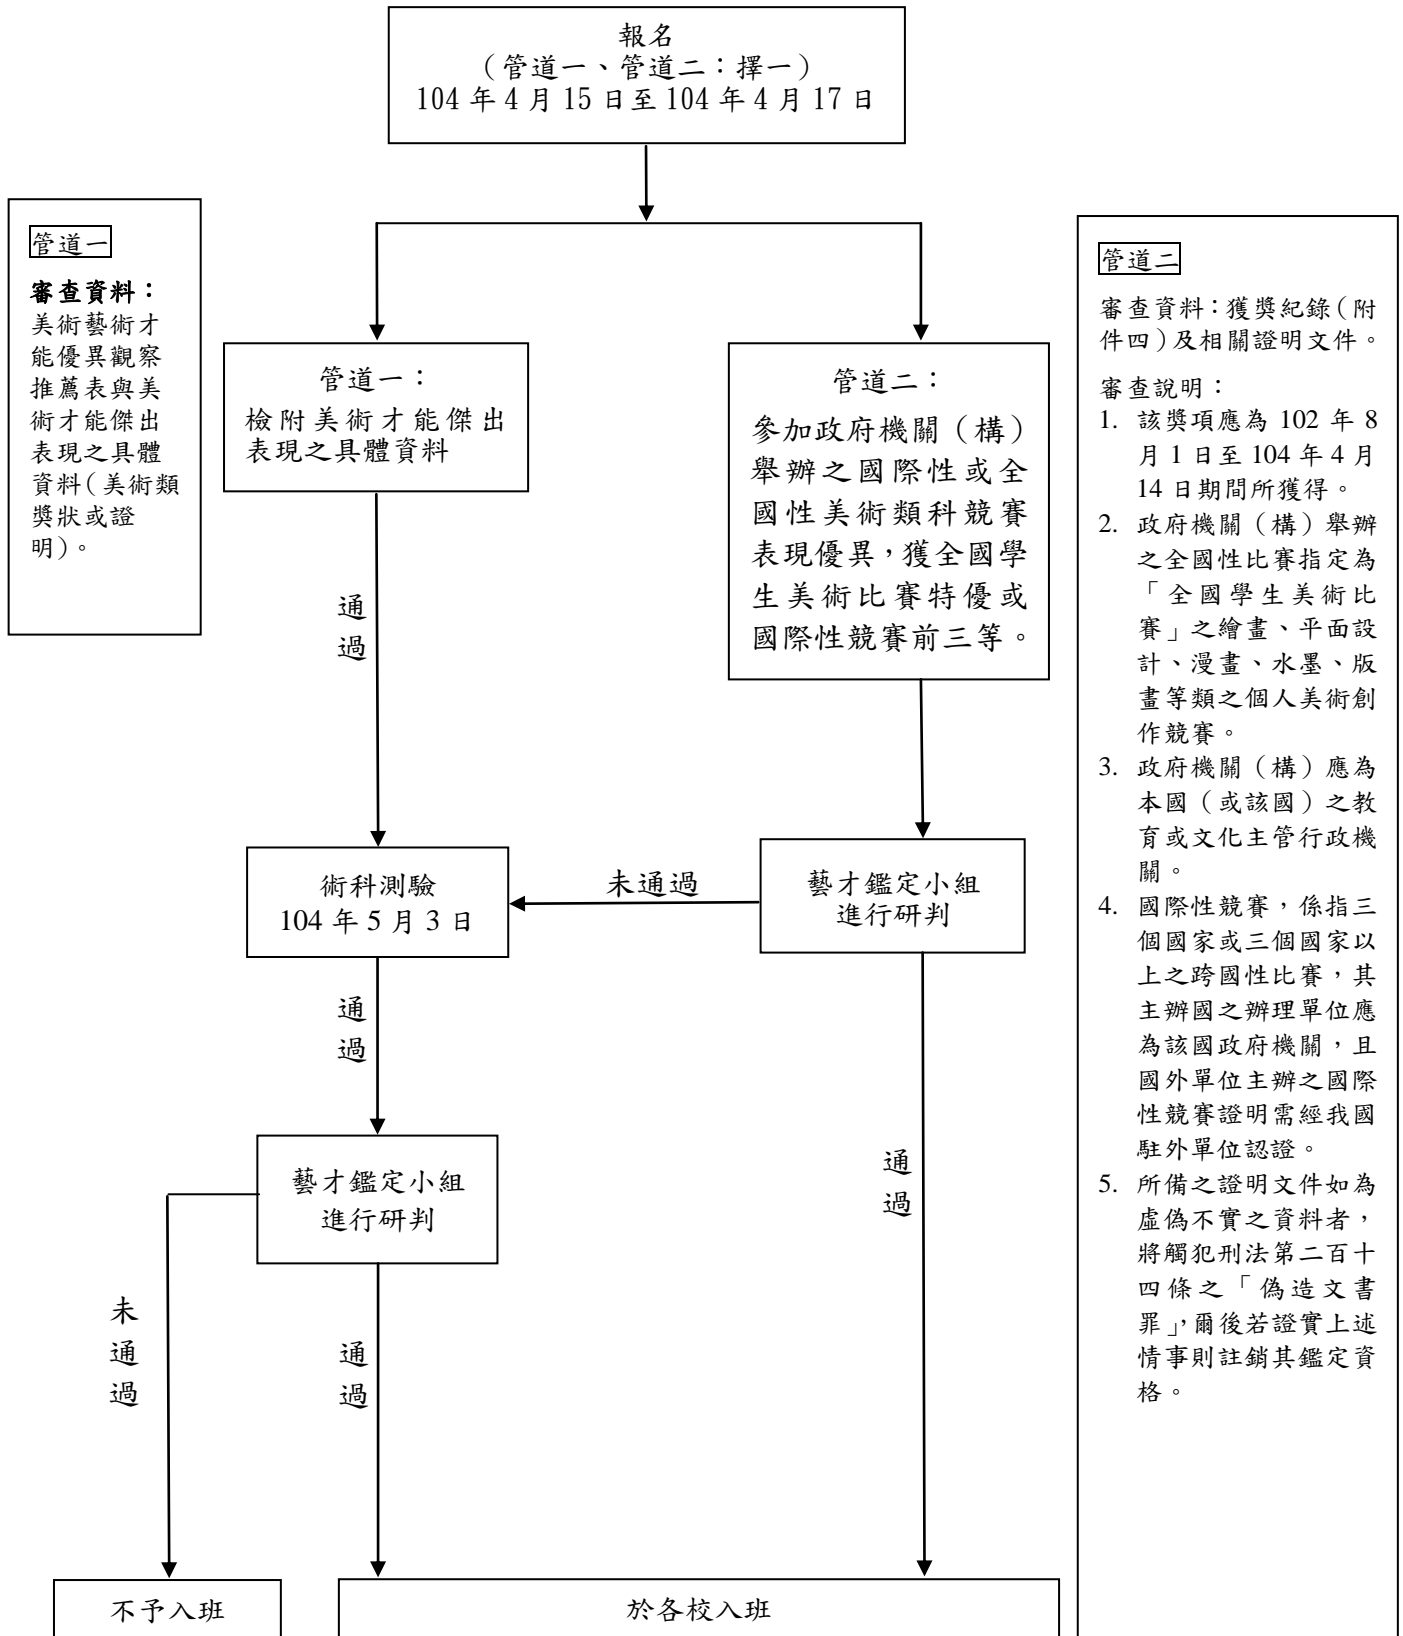 報名
（管道一、管道二：擇一）
104 年 4 月 15 日至 104 年 4 月 17 日
管道一
審查資料：
美術藝術才
能優異觀察
推薦表與美
術才能傑出
表現之具體
資料(美術類
獎狀或證
明)。
管道一：
檢附美術才能傑出
表現之具體資料
管道二：
參加政府機關（構）
舉辦之國際性或全
國性美術類科競賽
表現優異，獲全國學
生美術比賽特優或
國際性競賽前三等。
管道二
審查資料：獲獎紀錄（附
件四）及相關證明文件。
審查說明：
1. 該獎項應為 102 年 8
月 1 日至 104 年 4 月
14 日期間所獲得。
2. 政府機關（構）舉辦
之全國性比賽指定為
「全國學生美術比
賽」之繪畫、平面設
計、漫畫、水墨、版
畫等類之個人美術創
作競賽。
3. 政府機關（構）應為
本國（或該國）之教
育或文化主管行政機
關。
4. 國際性競賽，係指三
個國家或三個國家以
上之跨國性比賽，其
主辦國之辦理單位應
為該國政府機關，且
國外單位主辦之國際
性競賽證明需經我國
駐外單位認證。
5. 所備之證明文件如為
虛偽不實之資料者，
將觸犯刑法第二百十
四條之「偽造文書
罪」，爾後若證實上述
情事則註銷其鑑定資
格。
通
過
術科測驗
104 年 5 月 3 日
未通過
藝才鑑定小組
進行研判
通
過
藝才鑑定小組
進行研判
通
過
未
通
過
通
過
不予入班
於各校入班